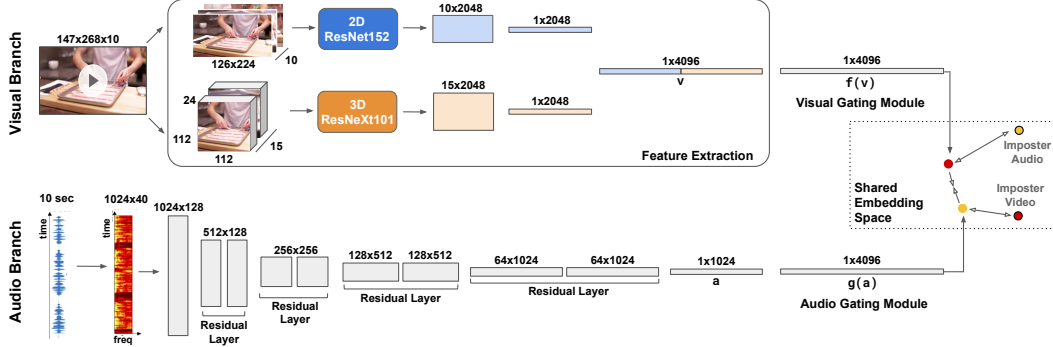 Visual Branch
147x268x10
126x224
10
2D
ResNet152
10x2048
1x2048
24
112
112
15
3D
ResNeXt101
15x2048
1x2048
1x4096
v
Feature Extraction
1x4096
f(v)
Visual Gating Module
Imposter
Audio
Shared
Embedding
Space
Imposter
Video
Audio Branch
10 sec
time
1024x40
time
freq
1024x128
512x128
Residual
Layer
256x256
Residual
Layer
128x512
128x512
Residual Layer
64x1024
64x1024
Residual Layer
1x1024
a
1x4096
g(a)
Audio Gating Module